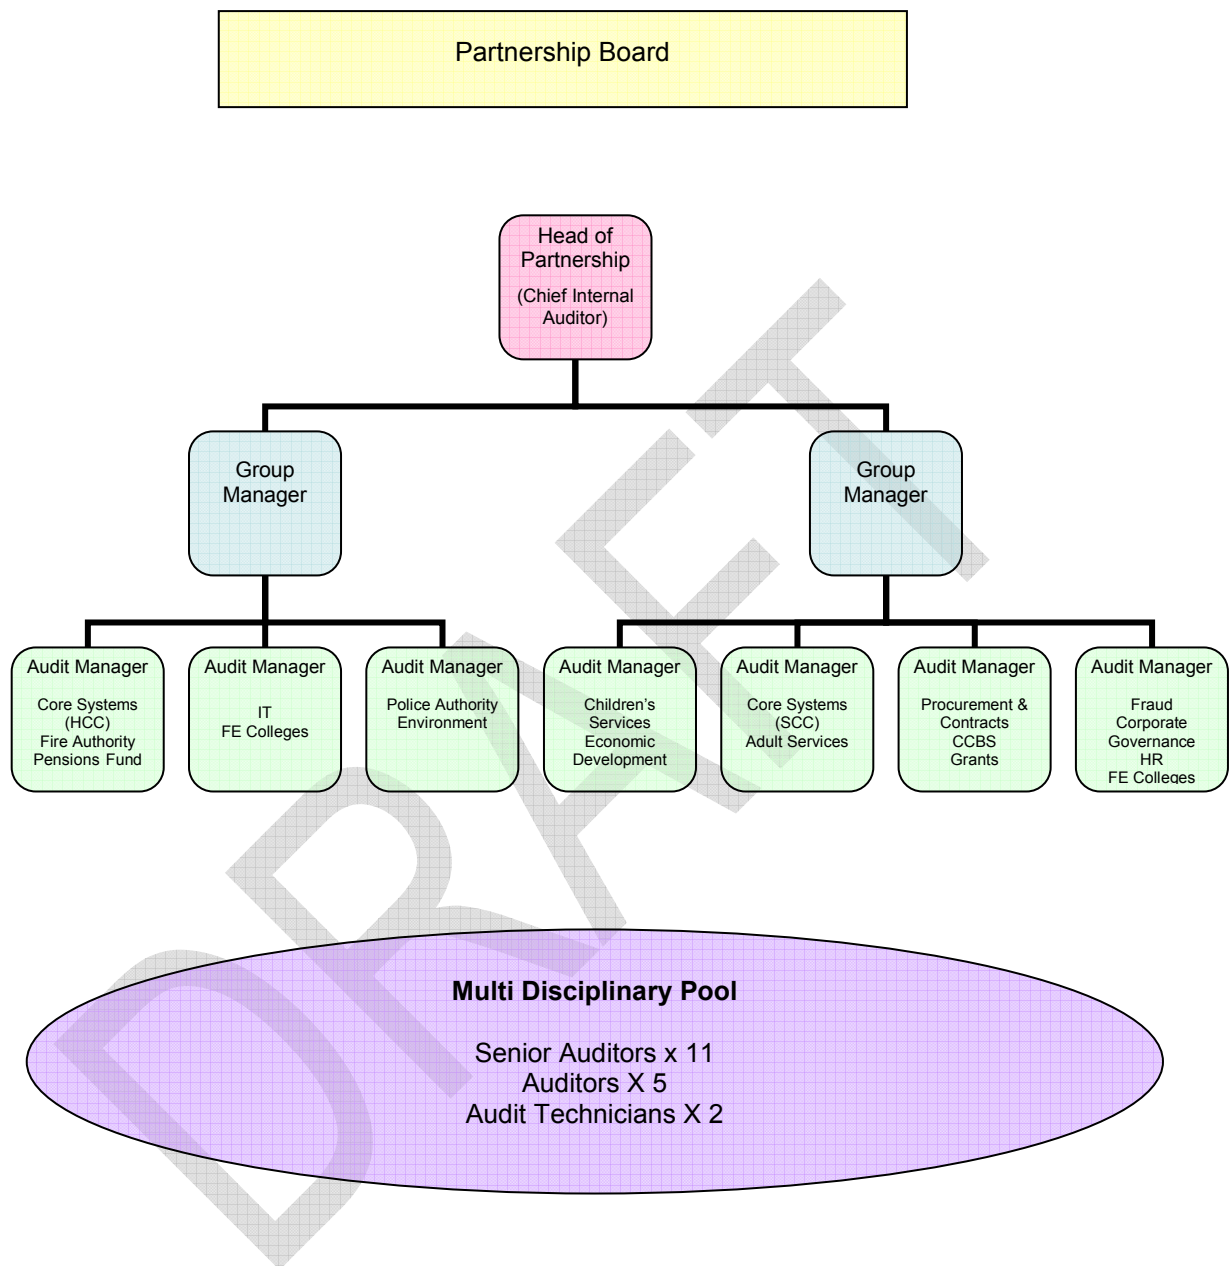 Partnership Board
Head of
Partnership
(Chief Internal
Auditor)
Group
Manager
Group
Manager
Audit Manager
Core Systems
(HCC)
Fire Authority
Pensions Fund
Audit Manager
IT
FE Colleges
Audit Manager
Police Authority
Environment
Audit Manager
Children’s
Services
Economic
Development
Audit Manager
Core Systems
(SCC)
Adult Services
Audit Manager
Procurement &
Contracts
CCBS
Grants
Audit Manager
Fraud
Corporate
Governance
HR
FE Colleges
DRAFT
Multi Disciplinary Pool
Senior Auditors x 11
Auditors X 5
Audit Technicians X 2